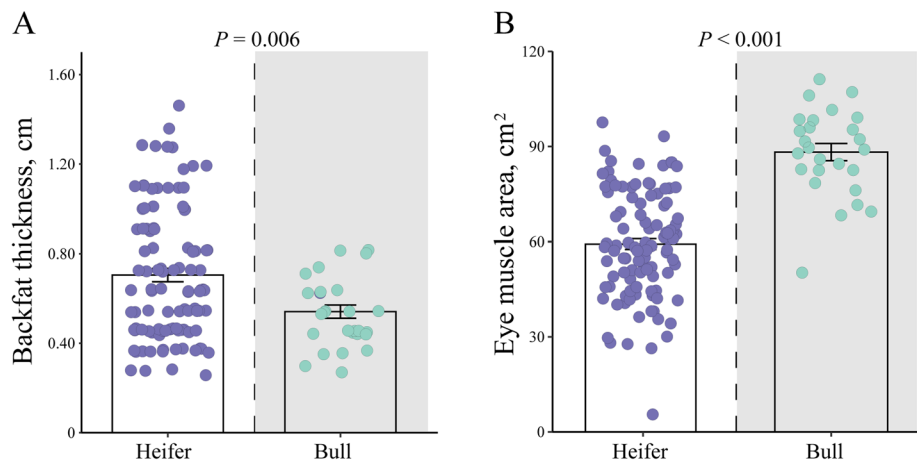 A
P = 0.006
Backfat thickness, cm
1.60
1.20
0.80
0.40
0
Heifer
Bull
B
P < 0.001
Eye muscle area, cm²
120
90
60
30
0
Heifer
Bull